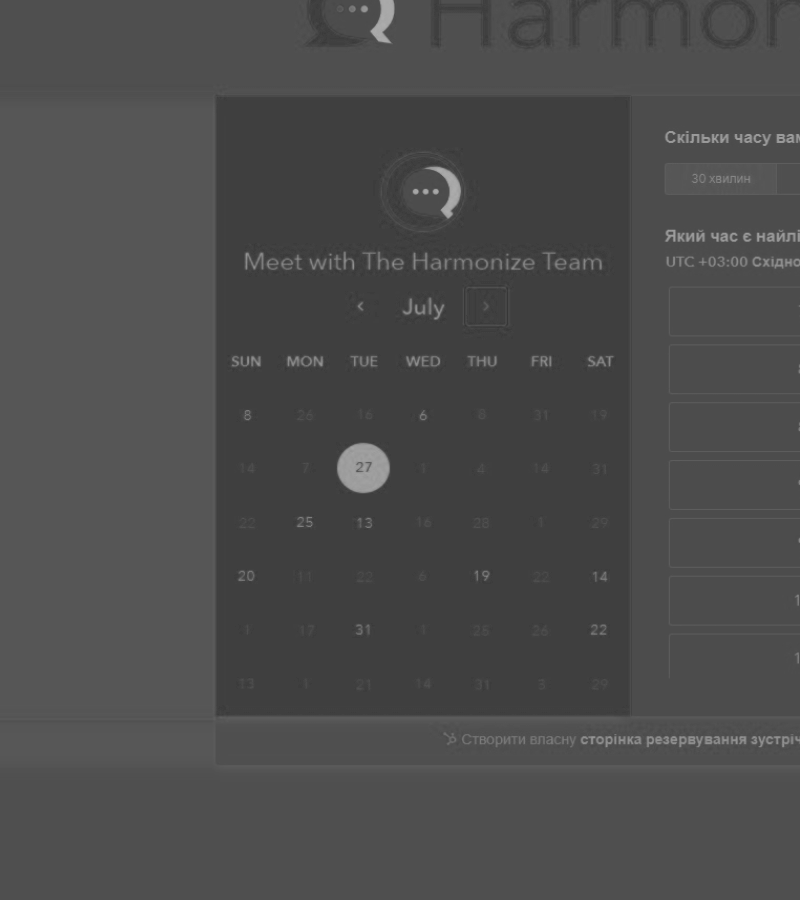 Harmon
Meet with The Harmonize Team
July
SUN MON TUE WED THU FRI SAT
8 26 16 6 8 31 19
14 7 27 1 4 14 31
22 25 13 16 28 1 29
20 11 22 6 19 22 14
1 17 31 1 26 26 22
13 1 21 14 31 3 29
Скільки часу вам
30 хвилин
Який час є найлі
UTC +03:00 Східно
Створити власну сторінка резервування зустріч